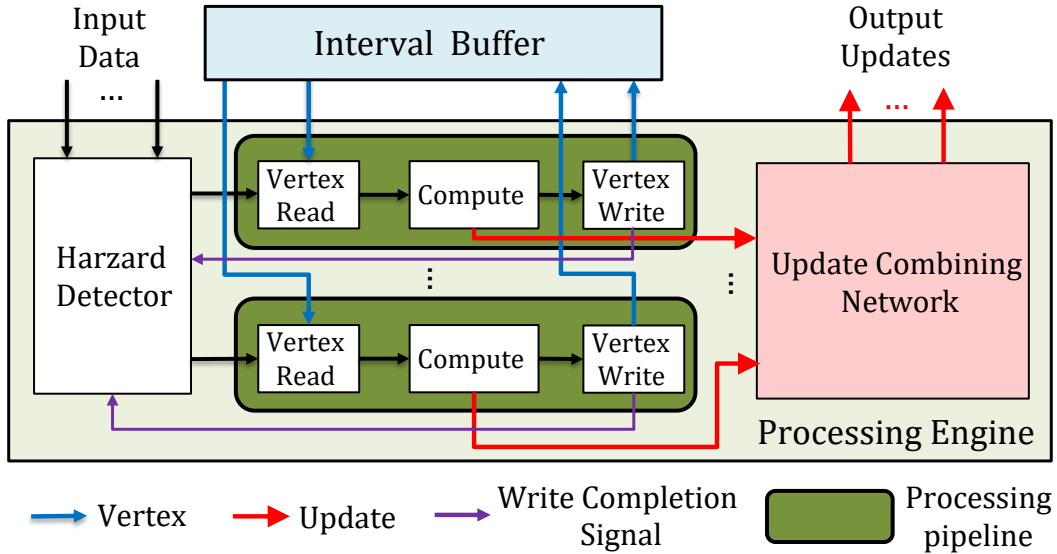 Input
Data
...
Interval Buffer
Output
Updates
...
Harzard
Detector
Vertex
Read
Compute
Vertex
Write
...
...
Vertex
Read
Compute
Vertex
Write
Update Combining
Network
Processing Engine
Vertex
Update
Write Completion
Signal
Processing
pipeline